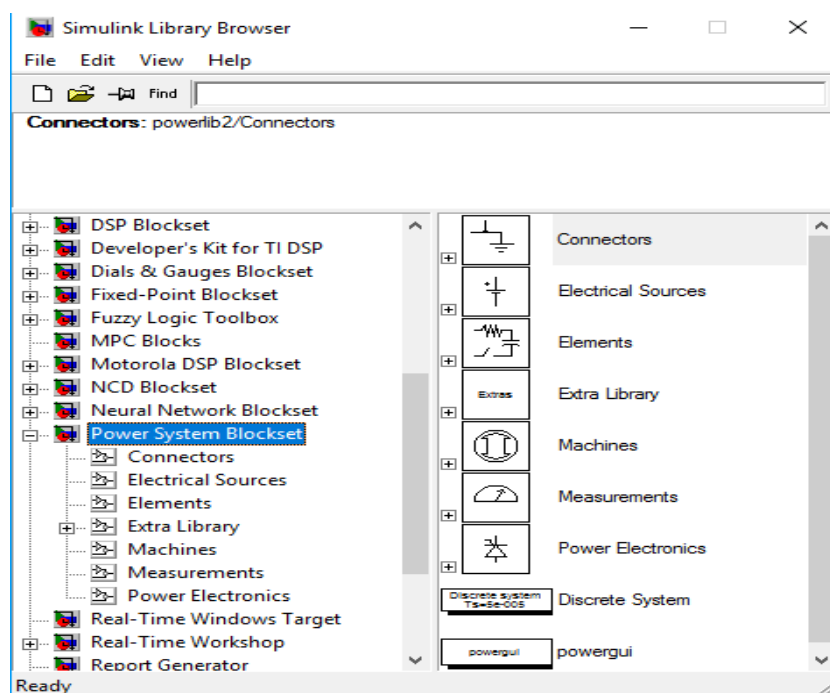 Simulink Library Browser
File Edit View Help
Find
Connectors: powerlib2/Connectors
DSP Blockset
Developer's Kit for TI DSP
Dials & Gauges Blockset
Fixed-Point Blockset
Fuzzy Logic Toolbox
MPC Blocks
Motorola DSP Blockset
NCD Blockset
Neural Network Blockset
Power System Blockset
Connectors
Electrical Sources
Elements
Extra Library
Machines
Measurements
Power Electronics
Real-Time Windows Target
Real-Time Workshop
Report Generator
Connectors
Electrical Sources
Elements
Extras
Extra Library
Machines
Measurements
Power Electronics
Discrete system
Ts=5e-005
Discrete System
powergui
powergui
Ready